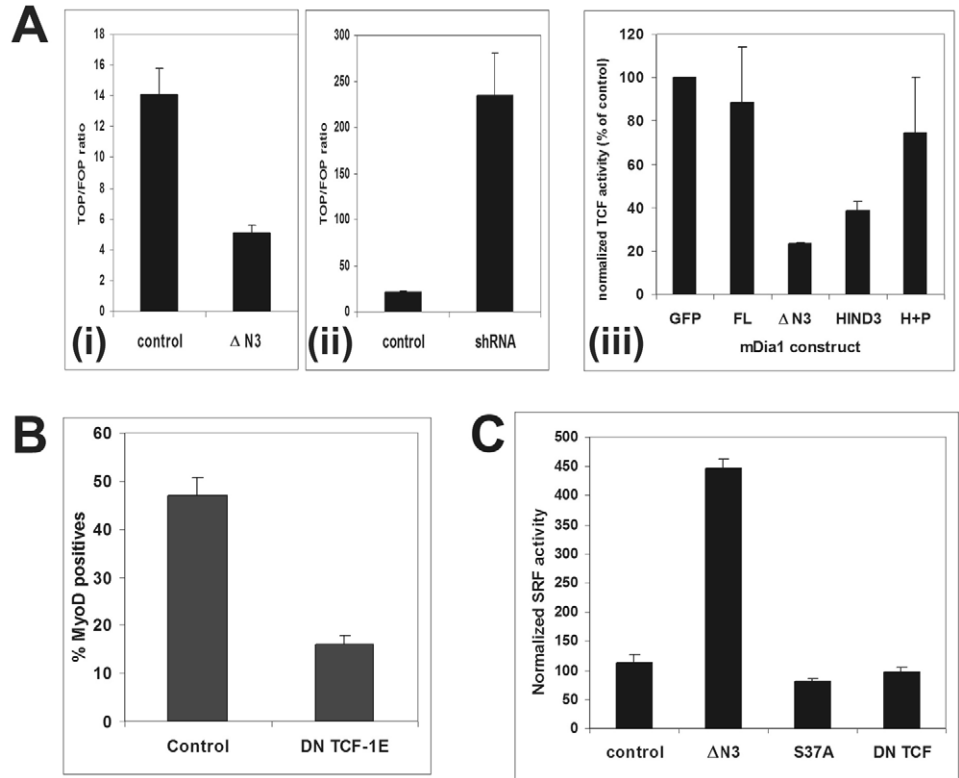 A
TOP/FOP ratio
16
14
12
10
8
6
4
2
0
control
Δ N3
(i)
TOP/FOP ratio
300
250
200
150
100
50
0
control
shRNA
(ii)
normalized TCF activity (% of control)
120
100
80
60
40
20
0
GFP
FL
Δ N3
HIND3
H+P
mDia1 construct
(iii)
B
% MyoD positives
60
50
40
30
20
10
0
Control
DN TCF-1E
C
Normalized SRF activity
500
450
400
350
300
250
200
150
100
50
0
control
ΔN3
S37A
DN TCF